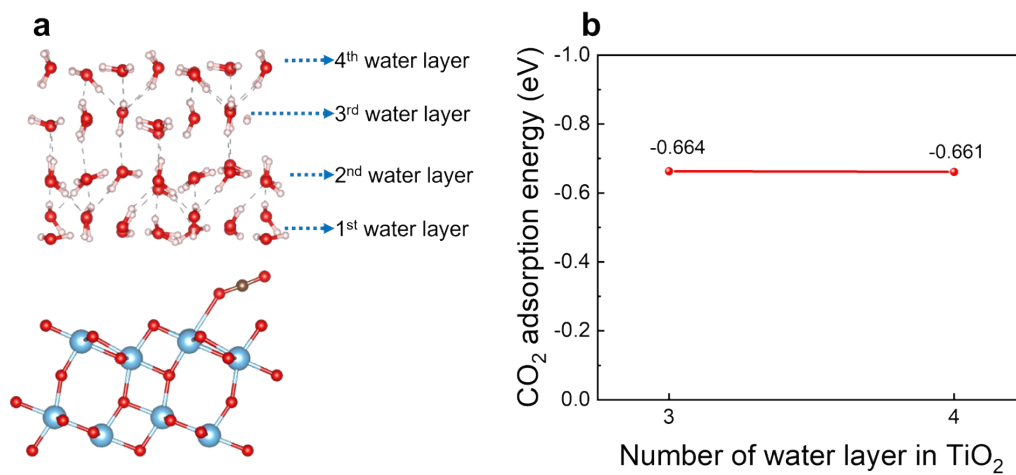 a
4th water layer
3rd water layer
2nd water layer
1st water layer
b
CO2 adsorption energy (eV)
-1.0
-0.8
-0.6
-0.4
-0.2
0.0
-0.664
-0.661
3
4
Number of water layer in TiO2